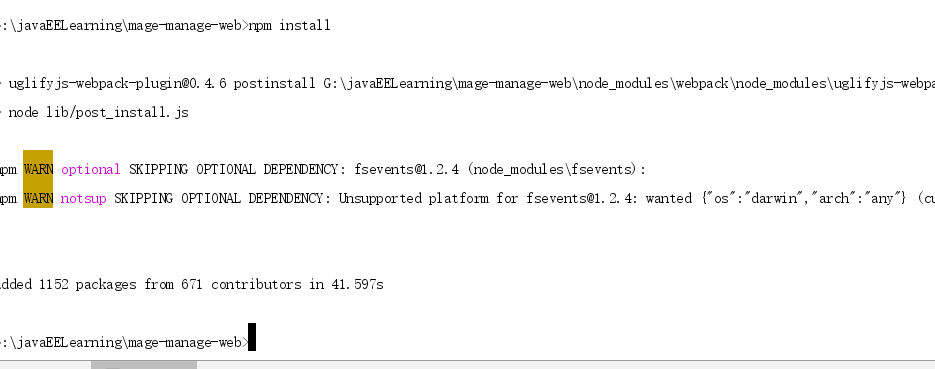 :\javaEELearning\mage-manage-web>npm install
> uglifyjs-webpack-plugin@0.4.6 postinstall G:\javaEELearning\mage-manage-web\node_modules\webpack\node_modules\uglifyjs-webpa
> node lib/post_install.js
npm WARN optional SKIPPING OPTIONAL DEPENDENCY: fsevents@1.2.4 (node_modules\fsevents):
npm WARN notsup SKIPPING OPTIONAL DEPENDENCY: Unsupported platform for fsevents@1.2.4: wanted {"os":"darwin","arch":"any"} (cu
added 1152 packages from 671 contributors in 41.597s
:\javaEELearning\mage-manage-web>